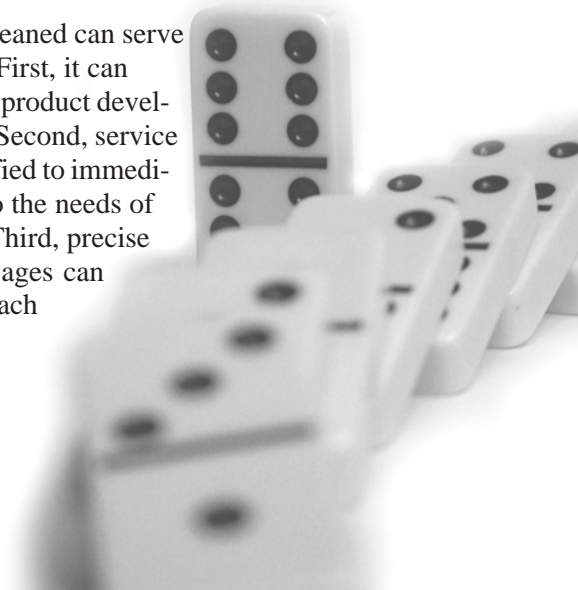 eaned can serve
First, it can
product devel-
Second, service
fied to immedi-
o the needs of
Third, precise
ages can
ach